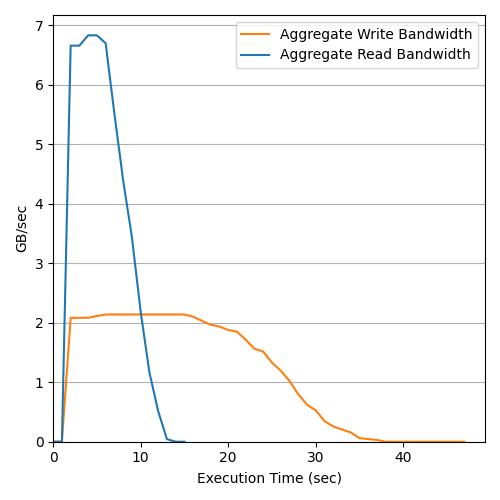 Aggregate Write Bandwidth
Aggregate Read Bandwidth
7
6
5
4
3
2
1
0
GB/sec
0 10 20 30 40
Execution Time (sec)